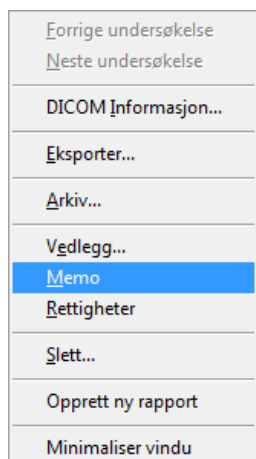 Forrige undersøkelse
Neste undersøkelse
DICOM Informasjon...
Eksporter...
Arkiv...
Vedlegg...
Memo
Rettigheter
Slett...
Opprett ny rapport
Minimaliser vindu